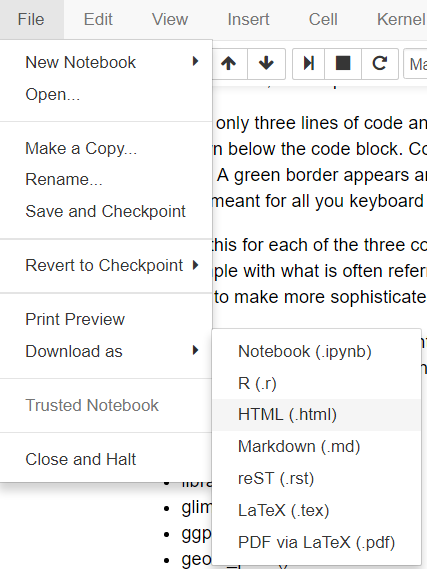 File Edit View Insert Cell Kernel
New Notebook
Open...
Make a Copy...
Rename...
Save and Checkpoint
Revert to Checkpoint
Print Preview
Download as
Trusted Notebook
Close and Halt
Notebook (.ipynb)
R (.r)
HTML (.html)
Markdown (.md)
reST (.rst)
LaTeX (.tex)
PDF via LaTeX (.pdf)
Ma
only three lines of code an
n below the code block. Co
A green border appears a
meant for all you keyboard
this for each of the three co
ple with what is often refer
to make more sophisticate
libra
glim
ggp